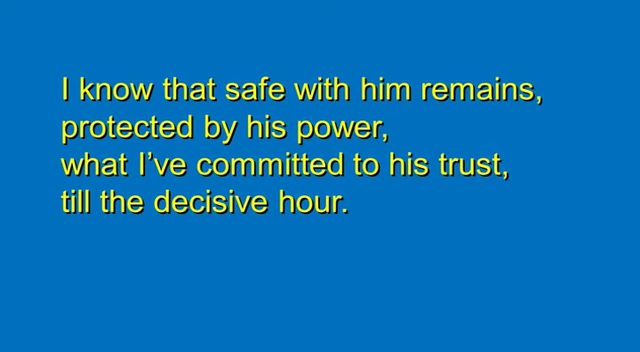 I know that safe with him remains,
protected by his power,
what I’ve committed to his trust,
till the decisive hour.